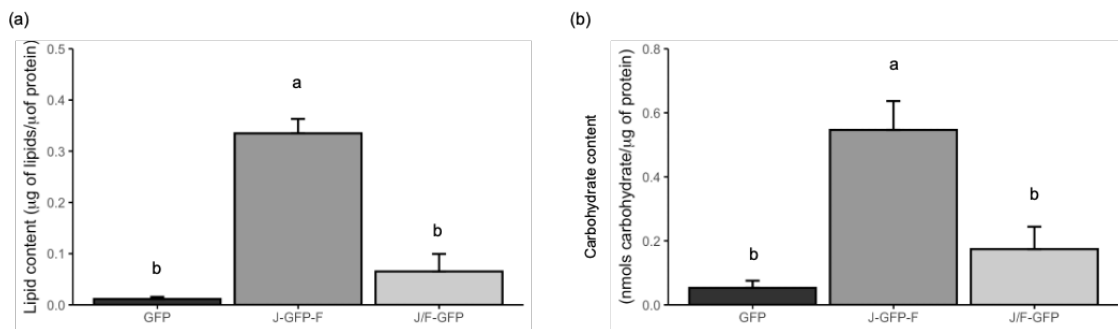 (a)
Lipid content (µg of lipids/µof protein)
0.5
0.4
0.3
0.2
0.1
0.0
b
a
b
GFP J-GFP-F J/F-GFP
(b)
Carbohydrate content
(nmols carbohydrate/µg of protein)
0.8
0.6
0.4
0.2
0.0
b
a
b
GFP J-GFP-F J/F-GFP